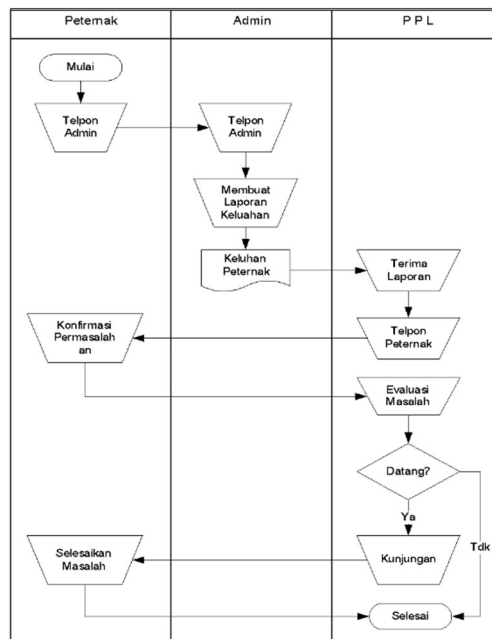 Peternak
Admin
P P L
Mulai
Telpon
Admin
Telpon
Admin
Membuat
Laporan
Keluahan
Keluhan
Peternak
Terima
Laporan
Konfirmasi
Permasalah
an
Telpon
Peternak
Evaluasi
Masalah
Datang?
Ya
Tdk
Selesaikan
Masalah
Kunjungan
Selesai